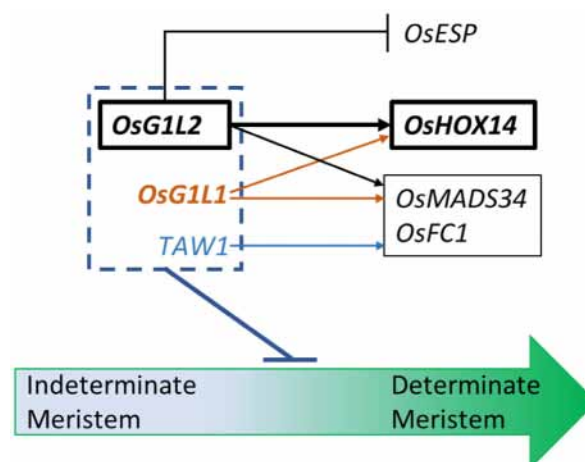 OsESP
OsG1L2
OsHOX14
OsG1L1
OsMADS34
OsFC1
TAW1
Indeterminate
Meristem
Determinate
Meristem